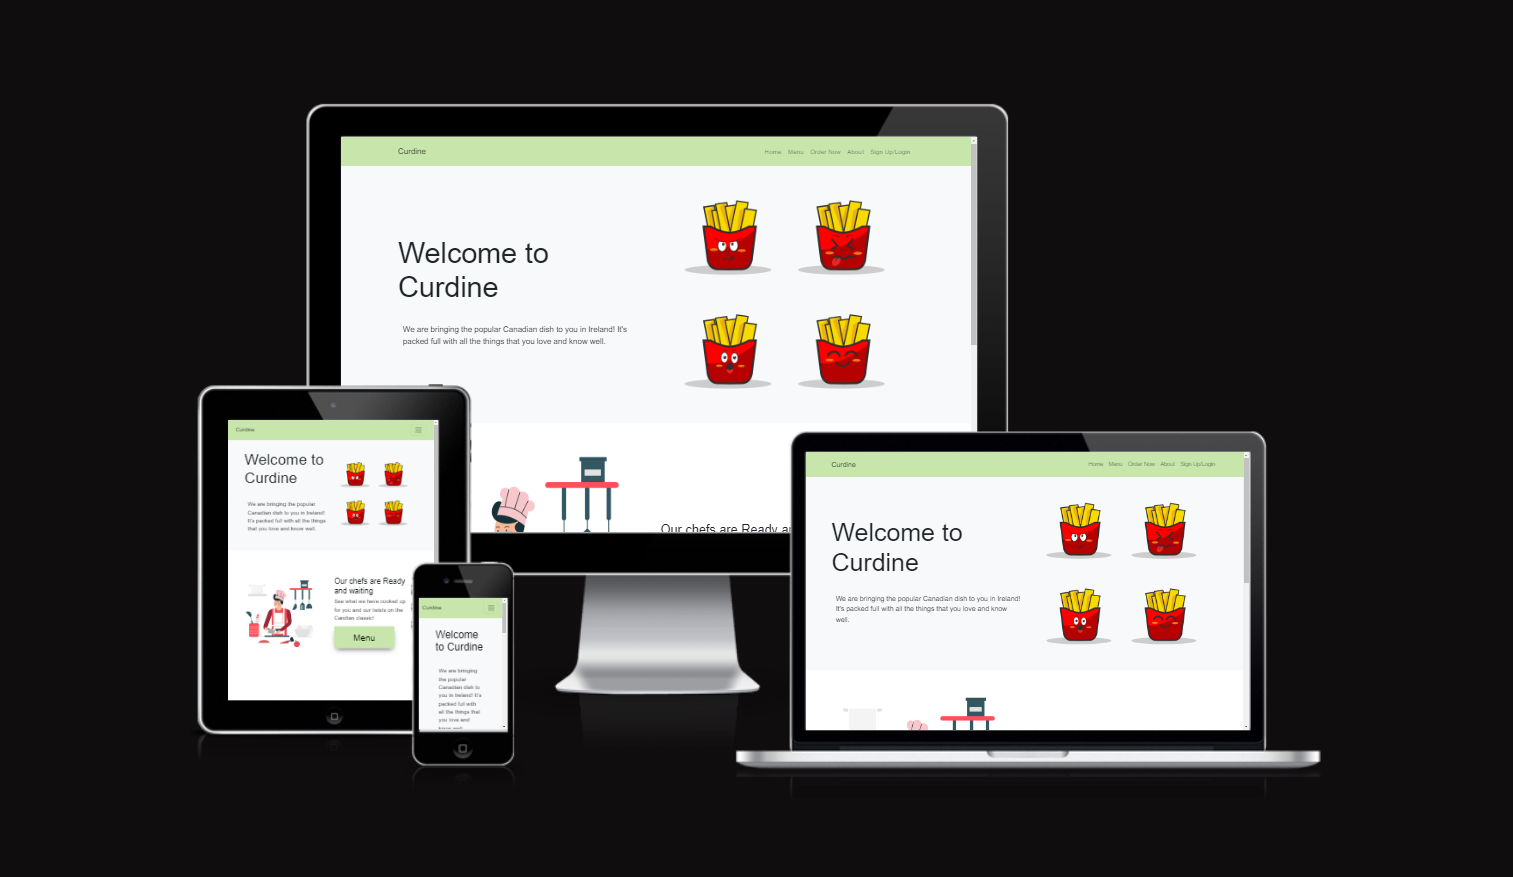 Curdine
Home Menu Order Now About Sign Up/Login
Welcome to
Curdine
We are bringing the popular Canadian dish to you in Ireland! It's
packed full with all the things that you love and know well.
Our chefs are Ready
Curdine
Welcome to
Curdine
We are bringing the popular
Canadian dish to you in Ireland!
It's packed full with all the things
that you love and know well.
Our chefs are Ready
and waiting
See what we have cooked up
for you and our twists on the
classic!
Menu
Curdine
Welcome
to Curdine
We are bringing
the popular
Canadian dish to
you in Ireland! It's
packed full with
all the things that
you love and
know well.
Curdine
Home Menu Order Now About Sign Up/Login
Welcome to
Curdine
We are bringing the popular Canadian dish to you in Ireland!
It's packed full with all the things that you love and know
well.